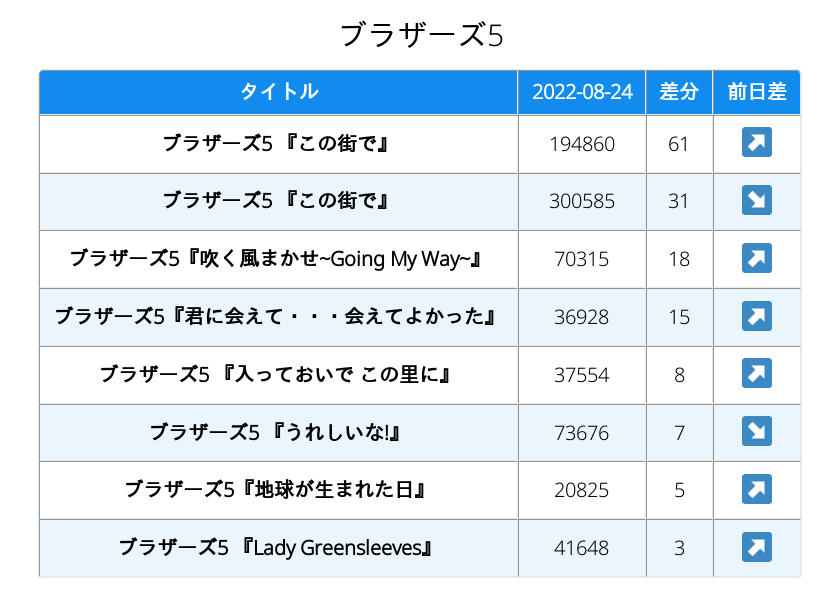 ブラザーズ5
タイトル 2022-08-24 差分 前日差
ブラザーズ5 『この街で』 194860 61 ↗
ブラザーズ5 『この街で』 300585 31 ↘
ブラザーズ5『吹く風まかせ~Going My Way~』 70315 18 ↗
ブラザーズ5『君に会えて・・・会えてよかった』 36928 15 ↗
ブラザーズ5 『入っておいで この里に』 37554 8 ↗
ブラザーズ5 『うれしいな!』 73676 7 ↘
ブラザーズ5『地球が生まれた日』 20825 5 ↗
ブラザーズ5 『Lady Greensleeves』 41648 3 ↗